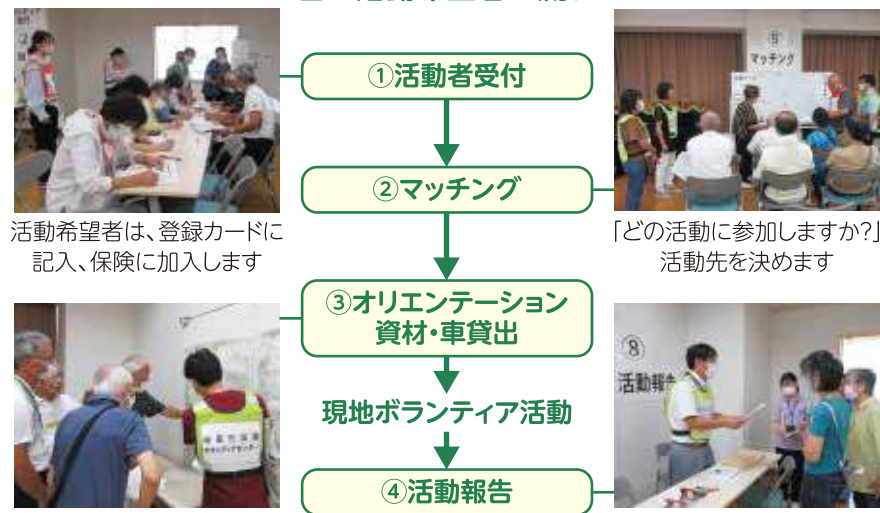 ①活動者受付
②マッチング
活動希望者は、登録カードに
記入、保険に加入します
「どの活動に参加しますか?」
活動先を決めます
③オリエンテーション
資材・車貸出
現地ボランティア活動
④活動報告
マッチング
⑧
活動報告